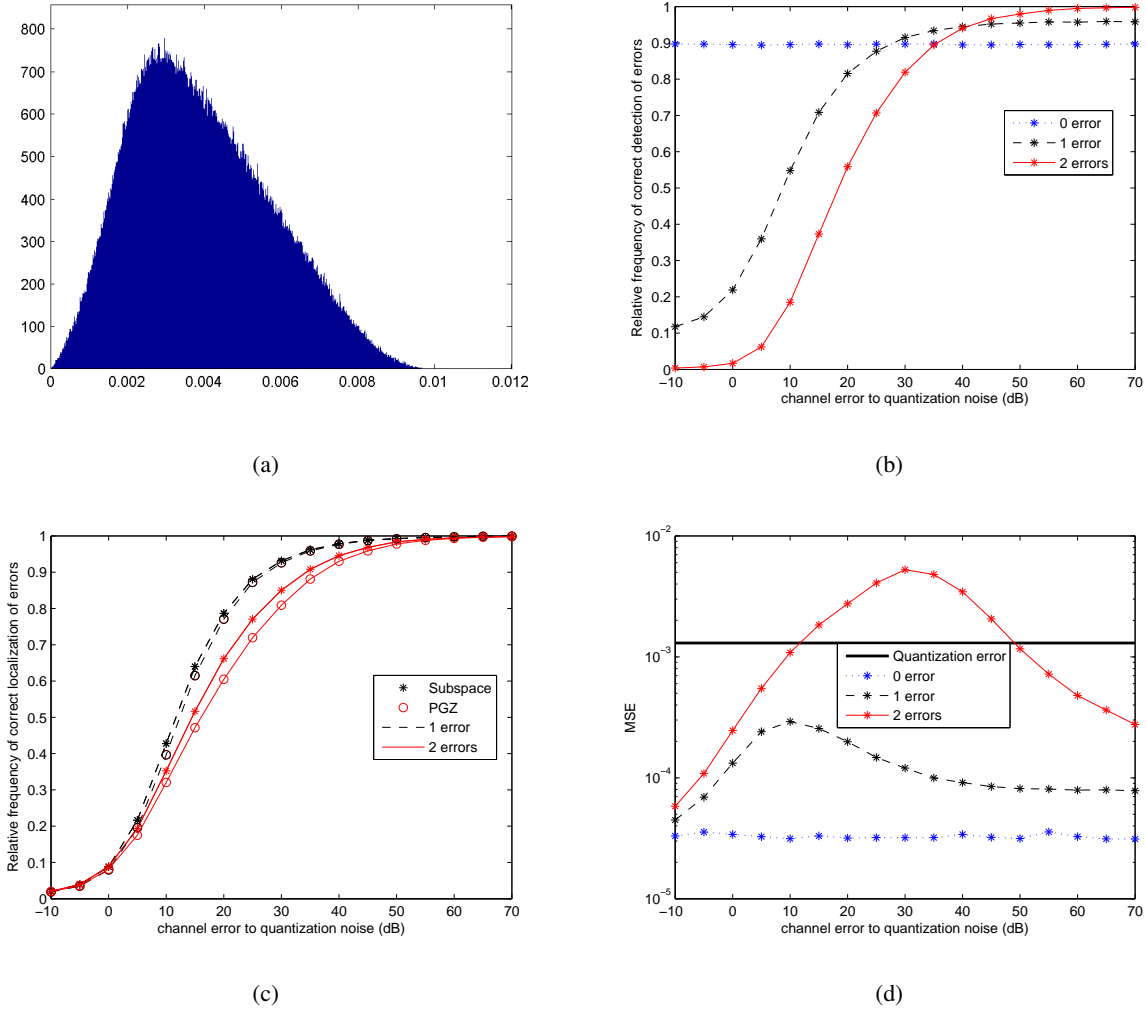 800
700
600
500
400
300
200
100
0
0 0.002 0.004 0.006 0.008 0.01 0.012
(a)
Relative frequency of correct detection of errors
1
0.9
0.8
0.7
0.6
0.5
0.4
0.3
0.2
0.1
0
−10 0 10 20 30 40 50 60 70
channel error to quantization noise (dB)
0 error
1 error
2 errors
(b)
Relative frequency of correct localization of errors
1
0.9
0.8
0.7
0.6
0.5
0.4
0.3
0.2
0.1
0
−10 0 10 20 30 40 50 60 70
channel error to quantization noise (dB)
Subspace
PGZ
1 error
2 errors
(c)
MSE
10−2
10−3
10−4
10−5
−10 0 10 20 30 40 50 60 70
channel error to quantization noise (dB)
Quantization error
0 error
1 error
2 errors
(d)